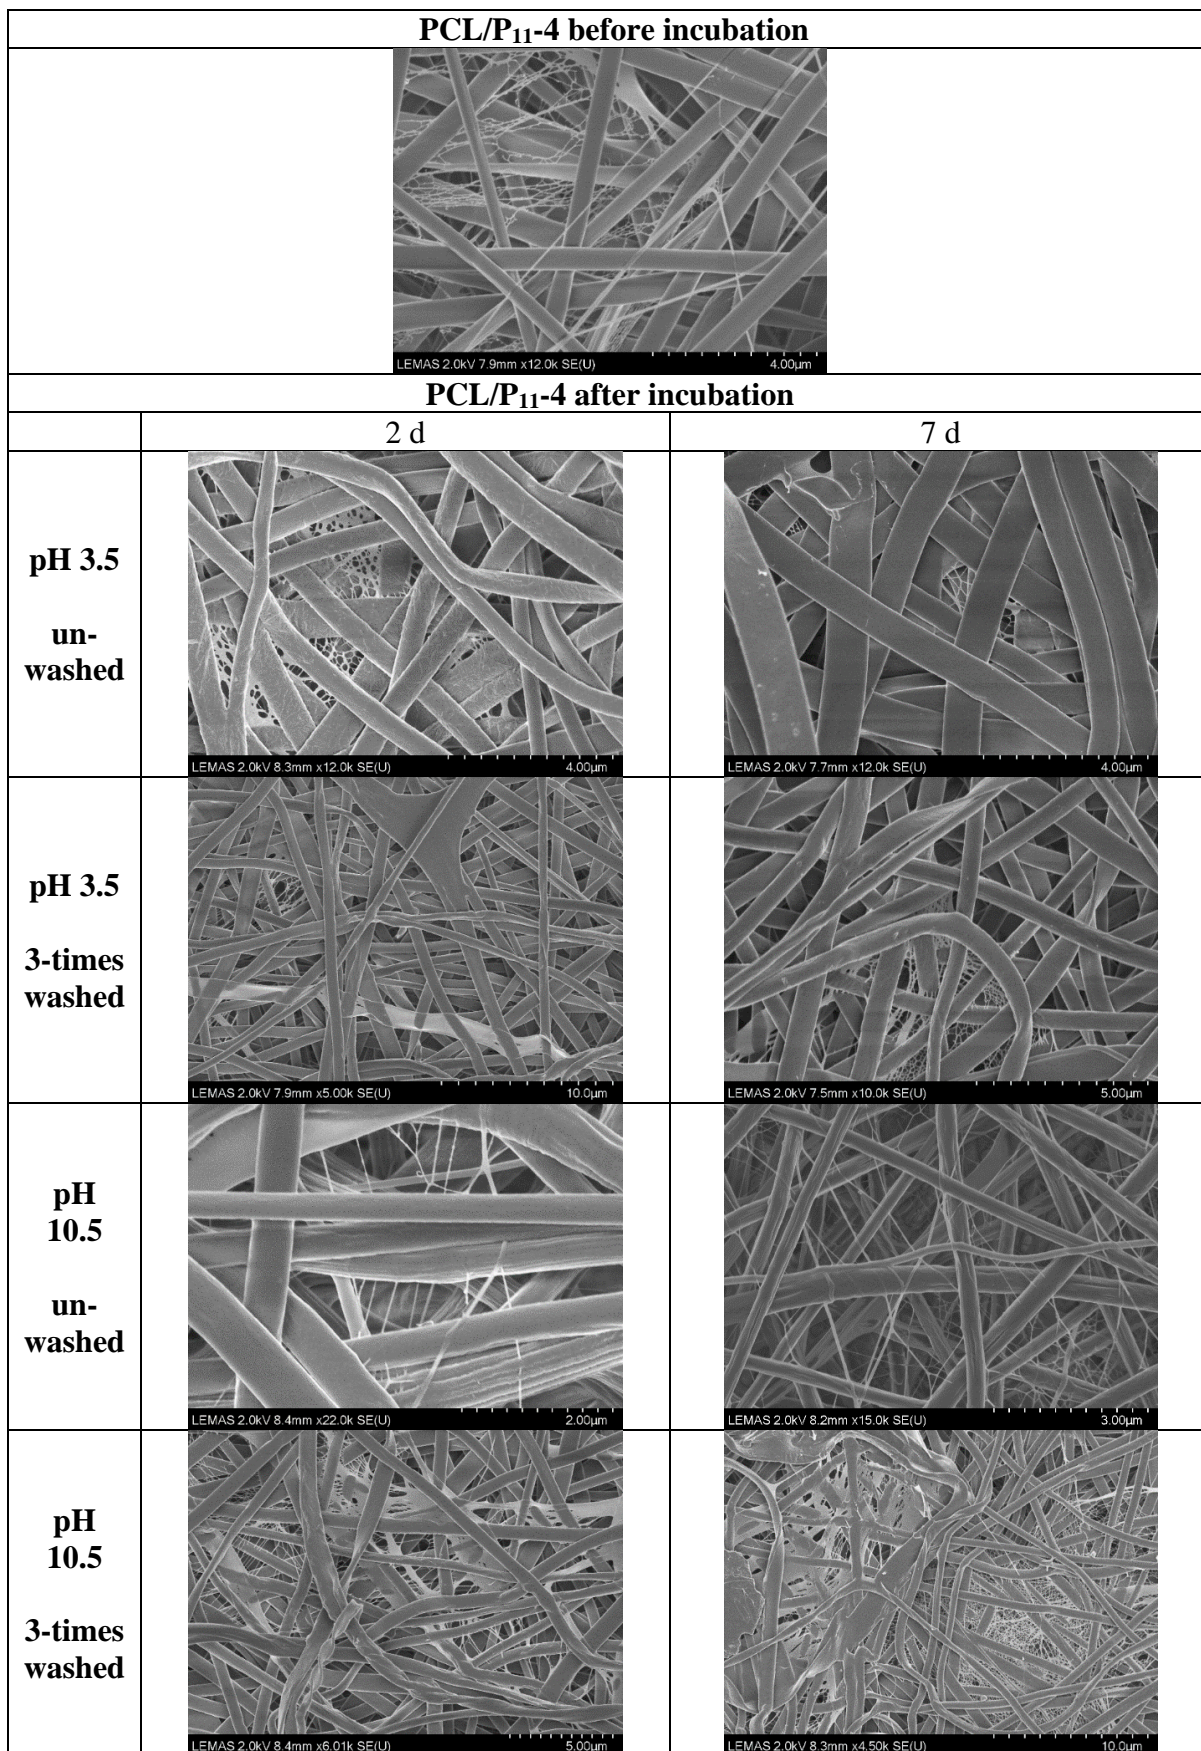 PCL/P₁₁-4 before incubation
LEMAS 2.0kV 7.9mm x12.0k SE(U) 4.00µm
PCL/P₁₁-4 after incubation
2 d 7 d
pH 3.5
un-
washed
LEMAS 2.0kV 8.3mm x12.0k SE(U) 4.00µm
LEMAS 2.0kV 7.7mm x12.0k SE(U) 4.00µm
pH 3.5
3-times
washed
LEMAS 2.0kV 7.9mm x5.00k SE(U) 10.0µm
LEMAS 2.0kV 7.5mm x10.0k SE(U) 5.00µm
pH
10.5
un-
washed
LEMAS 2.0kV 8.4mm x22.0k SE(U) 2.00µm
LEMAS 2.0kV 8.2mm x15.0k SE(U) 3.00µm
pH
10.5
3-times
washed
LEMAS 2.0kV 8.4mm x6.01k SE(U) 5.00µm
LEMAS 2.0kV 8.3mm x4.50k SE(U) 10.0µm